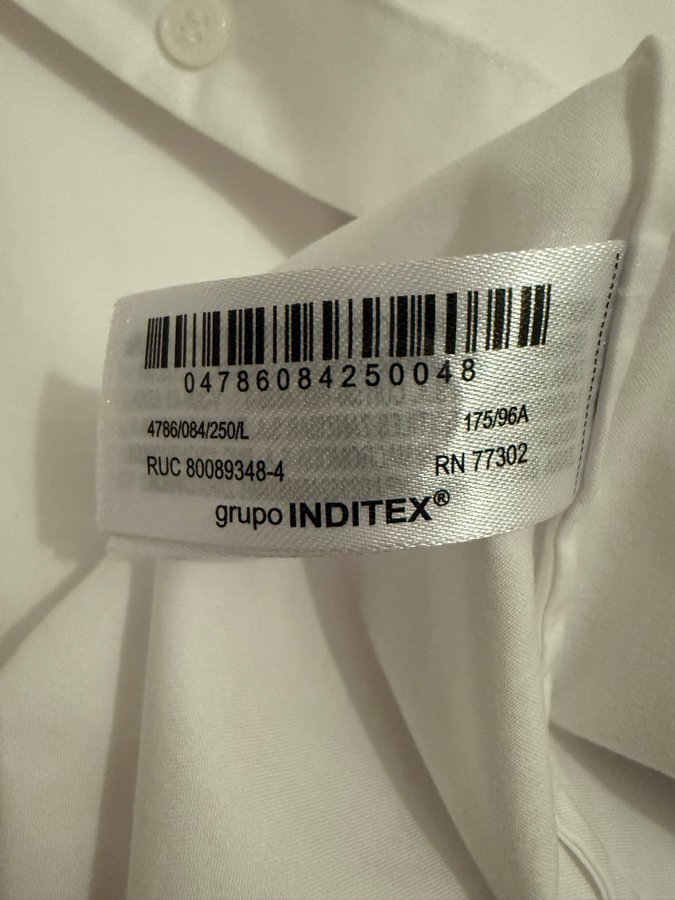 04786084250048
4786/084/250/L 175/96A
RUC 80089348-4 RN 77302
grupo INDITEX®